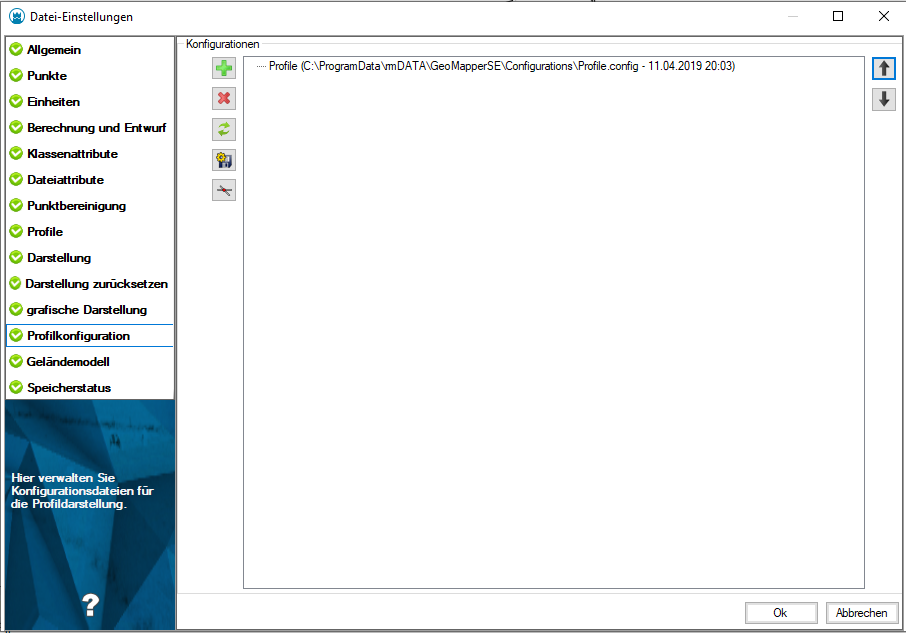 Datei-Einstellungen
Allgemein
Punkte
Einheiten
Berechnung und Entwurf
Klassenattribute
Dateiattribute
Punktbereinigung
Profile
Darstellung
Darstellung zurücksetzen
grafische Darstellung
Profilkonfiguration
Geländemodell
Speicherstatus
Hier verwalten Sie
Konfigurationsdateien für
die Profildarstellung.
?
Konfigurationen
Profile (C:\ProgramData\rmDATA\GeoMapperSE\Configurations\Profile.config - 11.04.2019 20:03)
Ok
Abbrechen